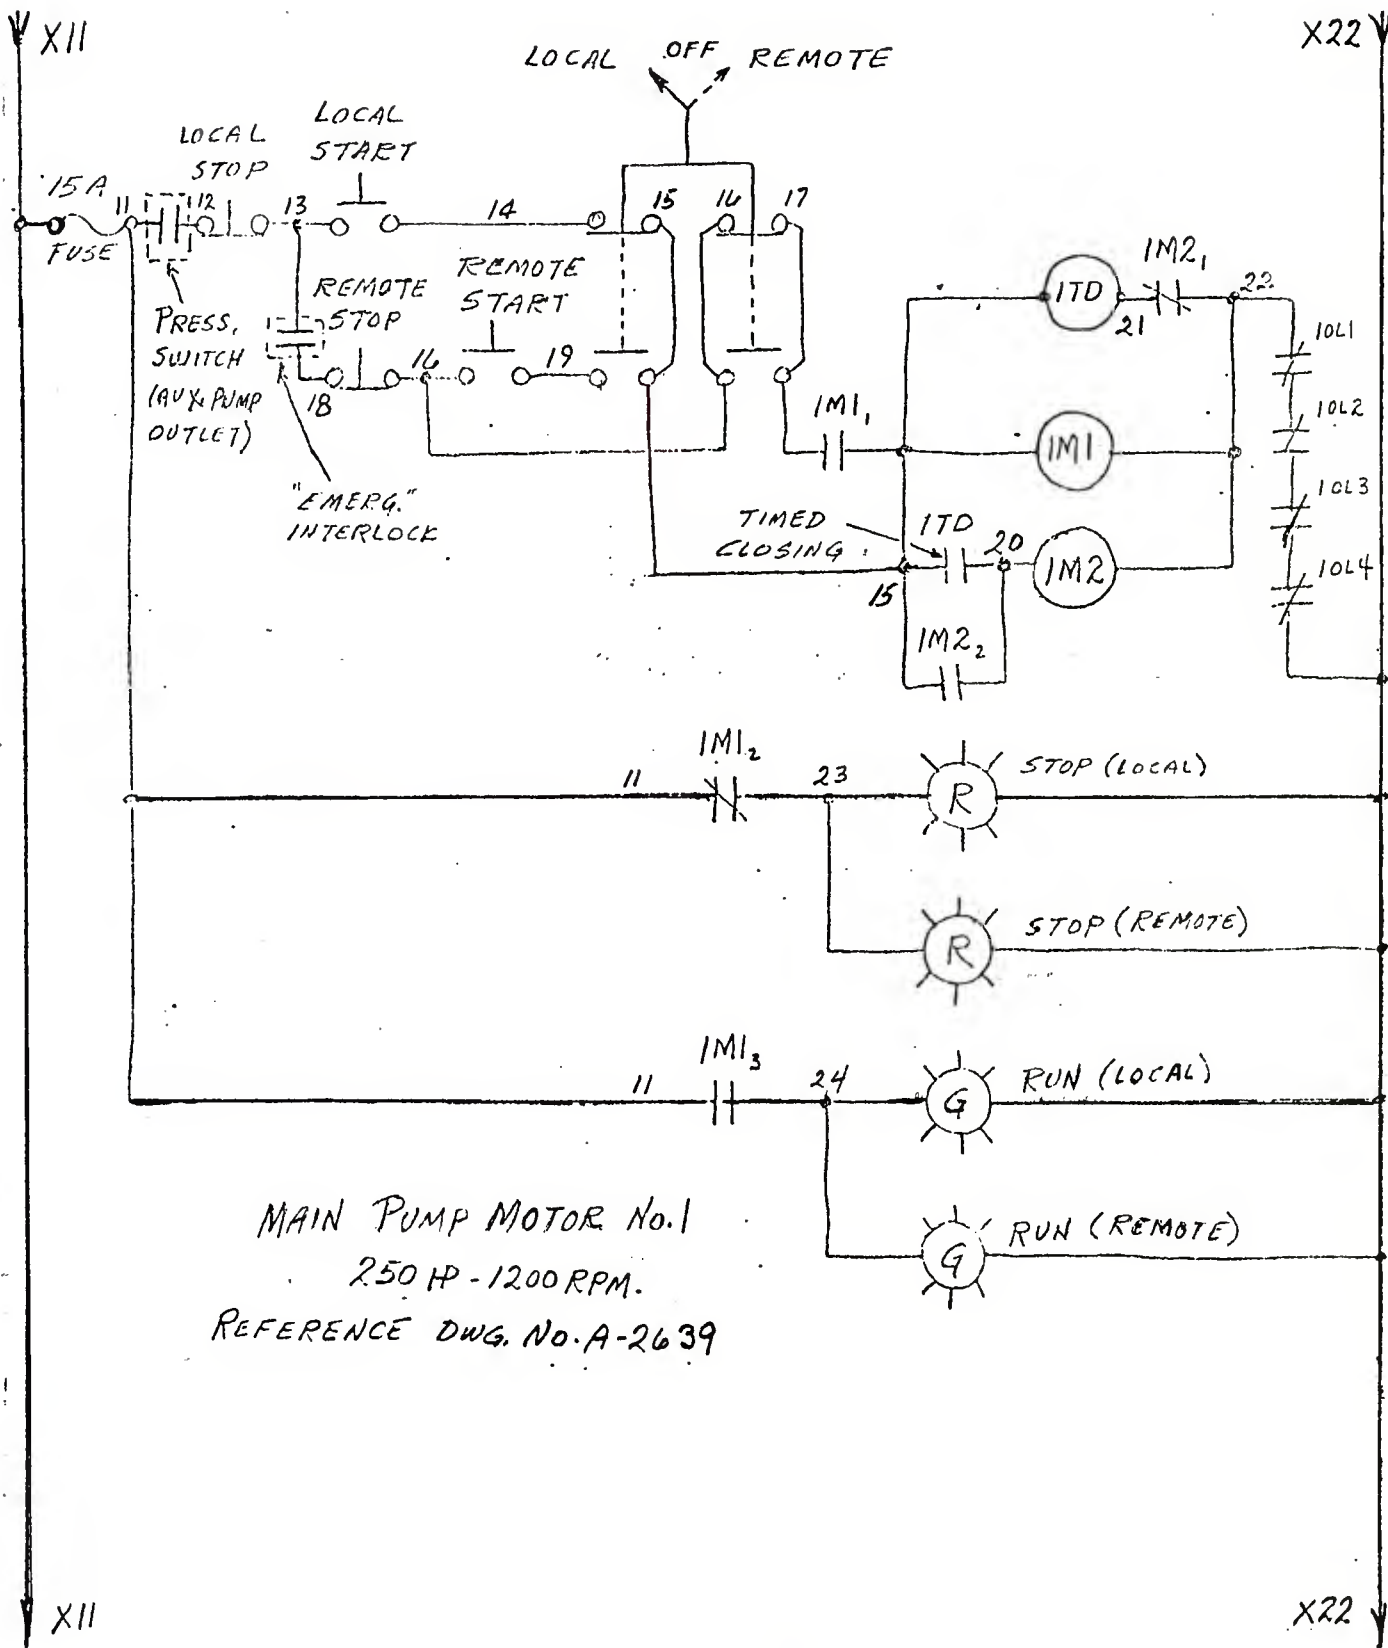 X11
X22
LOCAL OFF REMOTE
LOCAL
STOP
LOCAL
START
15A
FUSE
11
12
13
14
15
16
17
PRESS,
SWITCH
(AUX. PUMP
OUTLET)
REMOTE
STOP
REMOTE
START
18
16
19
"EMERG."
INTERLOCK
1M1₁
1TD
21
1M2₁
22
1OL1
1OL2
1OL3
1OL4
1M1
TIMED
CLOSING
1TD
20
1M2
15
1M2₂
11
1M1₂
23
R
STOP (LOCAL)
R
STOP (REMOTE)
11
1M1₃
24
G
RUN (LOCAL)
G
RUN (REMOTE)
MAIN PUMP MOTOR No.1
250 HP - 1200 RPM.
REFERENCE DWG. No. A-2639
X11
X22